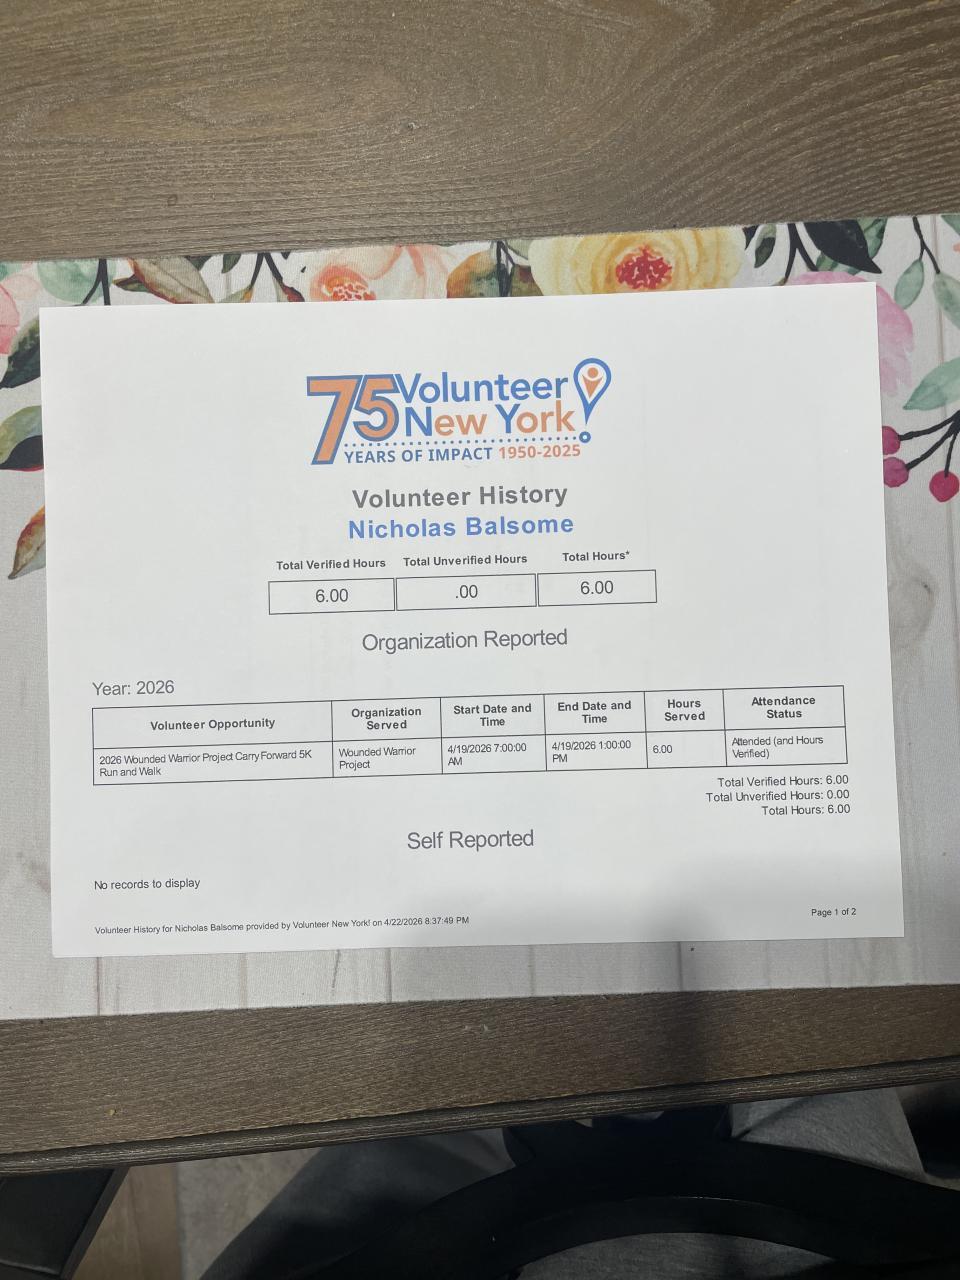 75 Volunteer
New York!
YEARS OF IMPACT 1950-2025
Volunteer History
Nicholas Balsome
Total Verified Hours Total Unverified Hours Total Hours*
6.00 .00 6.00
Organization Reported
Year: 2026
Volunteer Opportunity Organization Served Start Date and Time End Date and Time Hours Served Attendance Status
2026 Wounded Warrior Project Carry Forward 5K Run and Walk Wounded Warrior Project 4/19/2026 7:00:00 AM 4/19/2026 1:00:00 PM 6.00 Attended (and Hours Verified)
Total Verified Hours: 6.00
Total Unverified Hours: 0.00
Total Hours: 6.00
Self Reported
No records to display
Volunteer History for Nicholas Balsome provided by Volunteer New York! on 4/22/2026 8:37:49 PM
Page 1 of 2